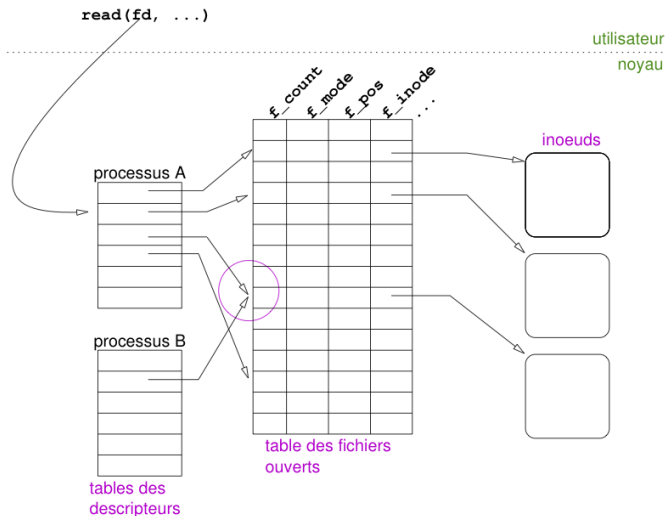 read(fd, ...)
utilisateur
noyau
f_count
f_mode
f_pos
f_inode
...
inoeuds
processus A
processus B
table des fichiers
ouverts
tables des
descripteurs